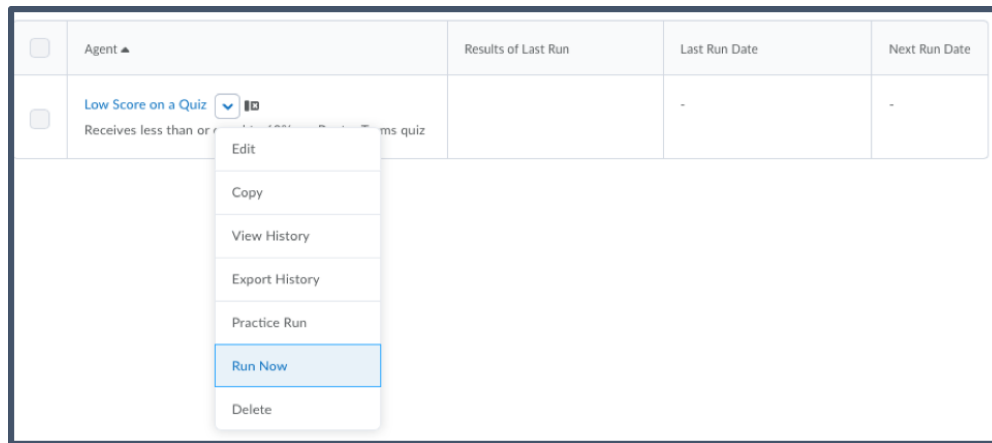 Agent ▲
Results of Last Run
Last Run Date
Next Run Date
Low Score on a Quiz
-
-
Receives less than or quiz
Edit
Copy
View History
Export History
Practice Run
Run Now
Delete